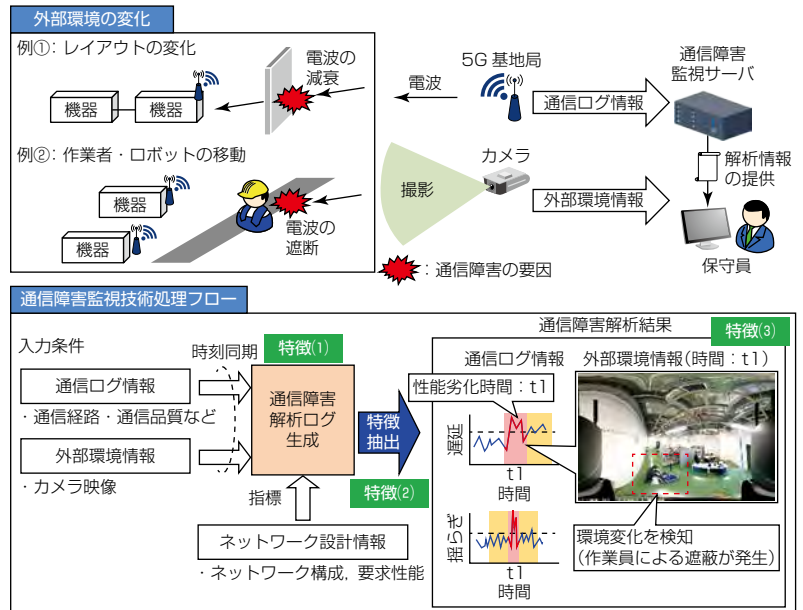 外部環境の変化
例①：レイアウトの変化
機器
機器
電波の
減衰
電波
5G 基地局
通信ログ情報
通信障害
監視サーバ
例②：作業者・ロボットの移動
機器
機器
電波の
遮断
撮影
カメラ
外部環境情報
解析情報
の提供
保守員
：通信障害の要因
通信障害監視技術処理フロー
入力条件
時刻同期
特徴(1)
通信ログ情報
・通信経路・通信品質など
外部環境情報
・カメラ映像
通信障害
解析ログ
生成
特徴
抽出
特徴(2)
指標
ネットワーク設計情報
・ネットワーク構成，要求性能
通信障害解析結果
特徴(3)
通信ログ情報
外部環境情報(時間：t1)
性能劣化時間：t1
遅延
t1
時間
揺らぎ
t1
時間
環境変化を検知
(作業員による遮蔽が発生)